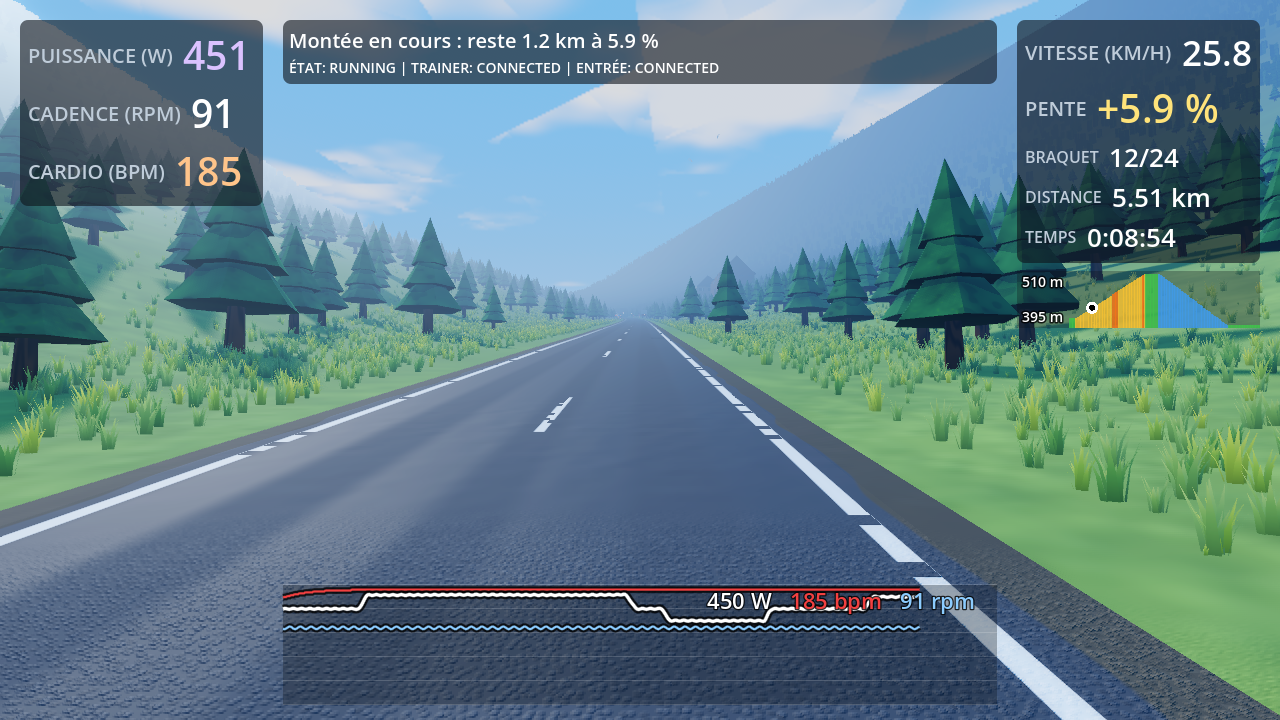 PUISSANCE (W) 451
CADENCE (RPM) 91
CARDIO (BPM) 185
Montée en cours : reste 1.2 km à 5.9 %
ÉTAT: RUNNING | TRAINER: CONNECTED | ENTRÉE: CONNECTED
VITESSE (KM/H) 25.8
PENTE +5.9 %
BRAQUET 12/24
DISTANCE 5.51 km
TEMPS 0:08:54
510 m
395 m
450 W 185 bpm 91 rpm